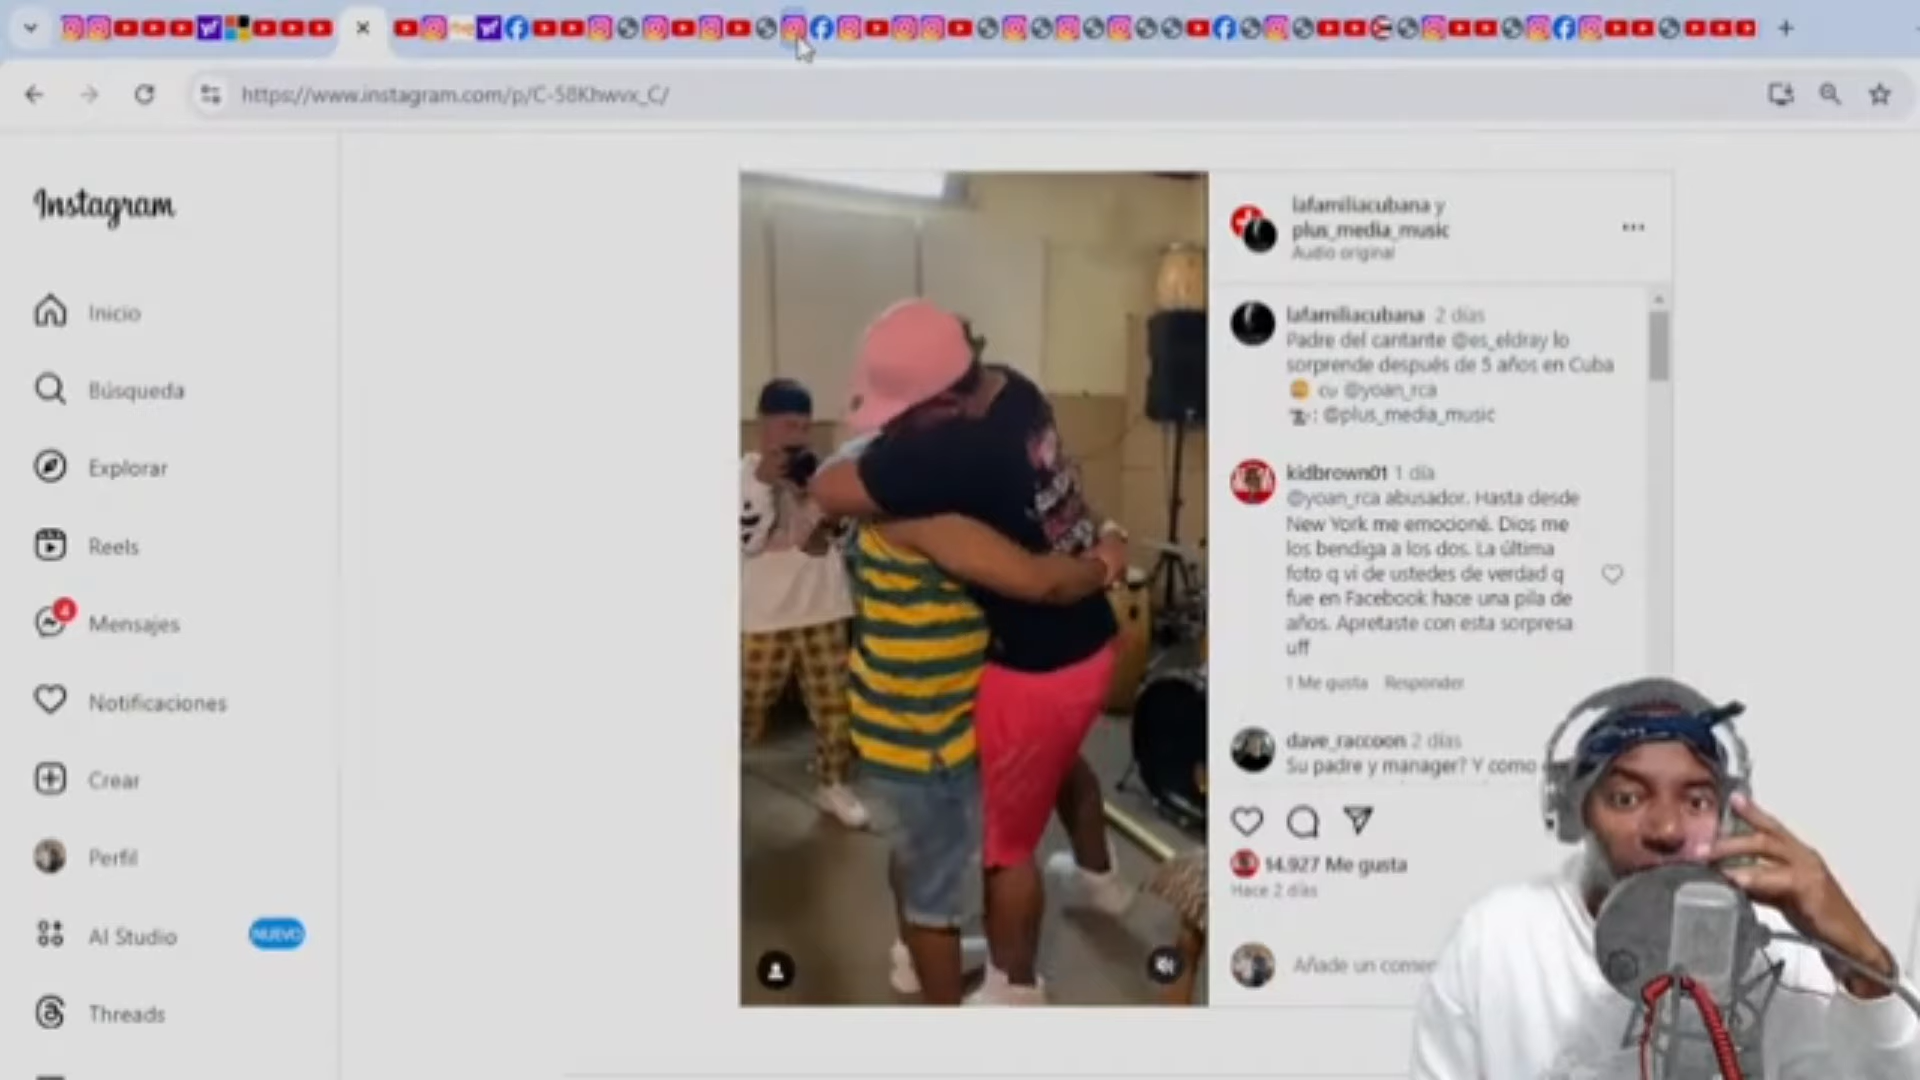 https://www.instagram.com/p/C-58Khwvx_C/
Instagram
Inicio
Búsqueda
Explorar
Reels
4
Mensajes
Notificaciones
Crear
Perfil
AI Studio
NUEVO
Threads
lafamiliacubana y
plus_media_music
Audio original
lafamiliacubana 2 días
Padre del cantante @es_eldray lo
sorprende después de 5 años en Cuba
cu @yoan_rca
: @plus_media_music
kidbrown01 1 día
@yoan_rca abusador. Hasta desde
New York me emocioné. Dios me
los bendiga a los dos. La última
foto q vi de ustedes de verdad q
fue en Facebook hace una pila de
años. Apretaste con esta sorpresa
uff
1 Me gusta Responder
dave_raccoon 2 días
Su padre y manager? Y como
14.927 Me gusta
Hace 2 días
Añade un comen